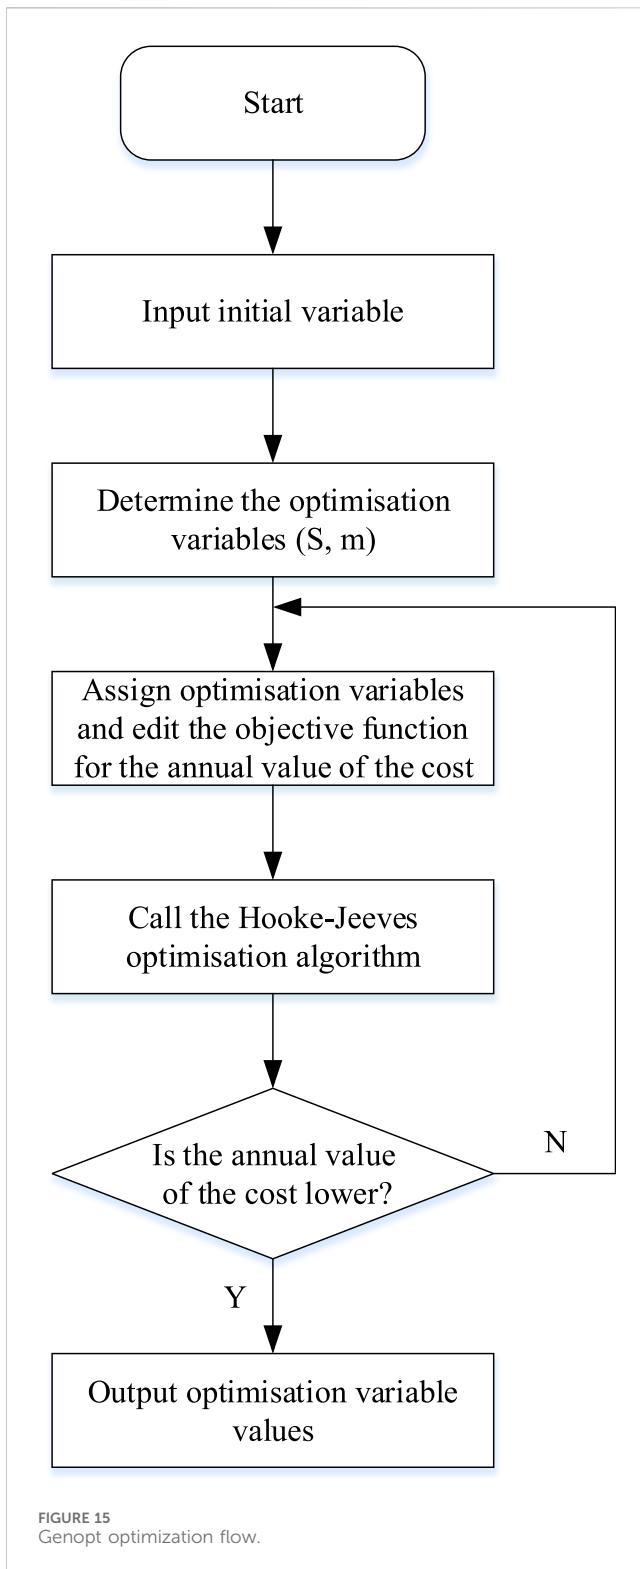 Start
Input initial variable
Determine the optimisation
variables (S, m)
Assign optimisation variables
and edit the objective function
for the annual value of the cost
Call the Hooke-Jeeves
optimisation algorithm
Is the annual value
of the cost lower?
N
Y
Output optimisation variable
values
FIGURE 15
Genopt optimization flow.